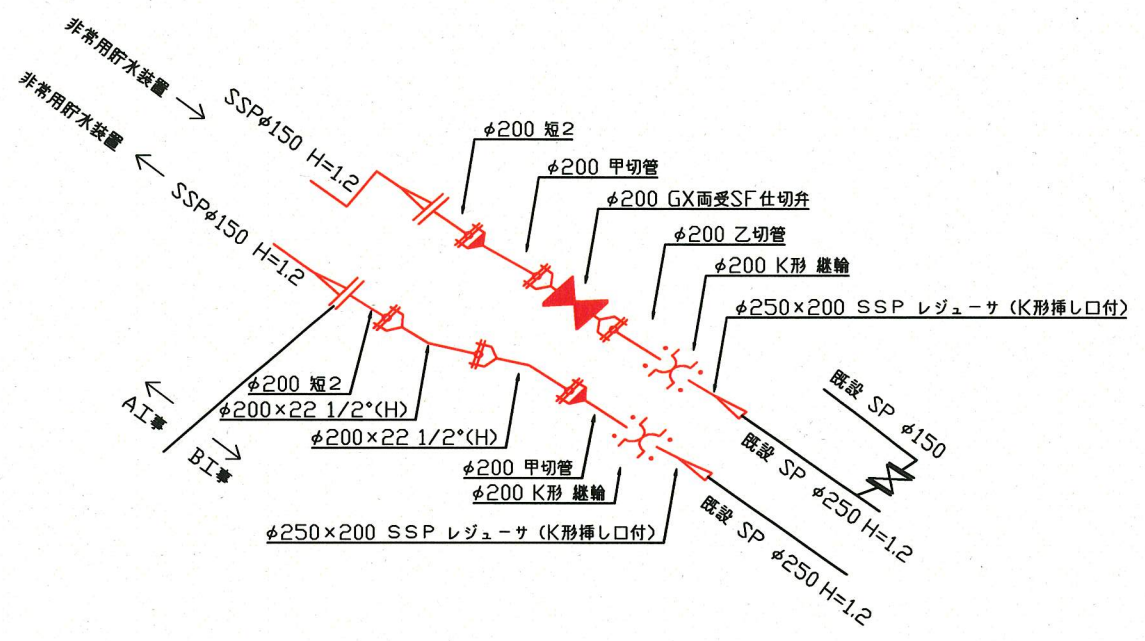 非常用貯水装置 →
非常用貯水装置 ←
SSPφ150 H=1.2
SSPφ150 H=1.2
φ200 短2
φ200 甲切管
φ200 GX両受SF仕切弁
φ200 乙切管
φ200 K形 継輪
φ250×200 SSP レジューサ (K形挿し口付)
既設 SP φ150
既設 SP φ250 H=1.2
φ200 短2
φ200×22 1/2°(H)
φ200×22 1/2°(H)
φ200 甲切管
φ200 K形 継輪
φ250×200 SSP レジューサ (K形挿し口付)
既設 SP φ250 H=1.2
← A工事
B工事 →